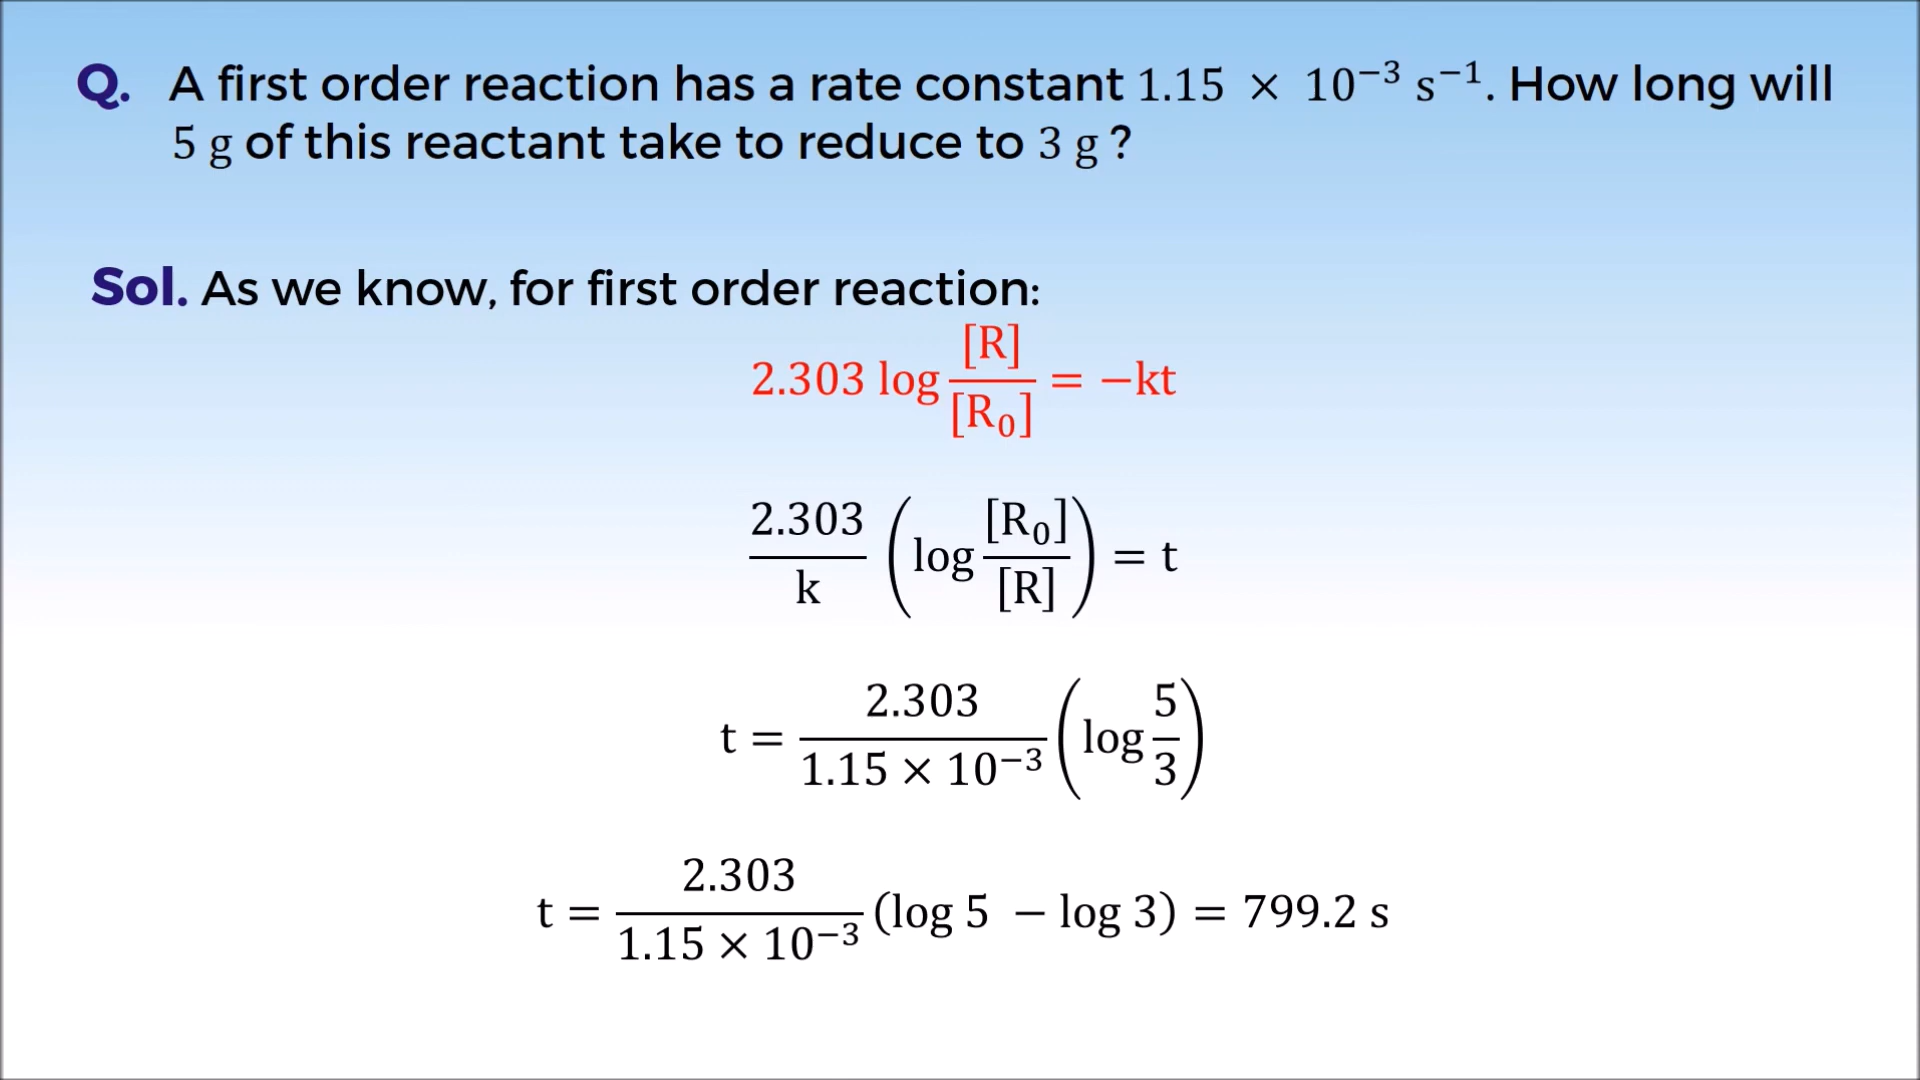 Q. A first order reaction has a rate constant 1.15 × 10⁻³ s⁻¹. How long will
5 g of this reactant take to reduce to 3 g ?
Sol. As we know, for first order reaction:
2.303 log [R]/[R₀] = −kt
2.303/k (log [R₀]/[R]) = t
t = 2.303/1.15 × 10⁻³ (log 5/3)
t = 2.303/1.15 × 10⁻³ (log 5 − log 3) = 799.2 s